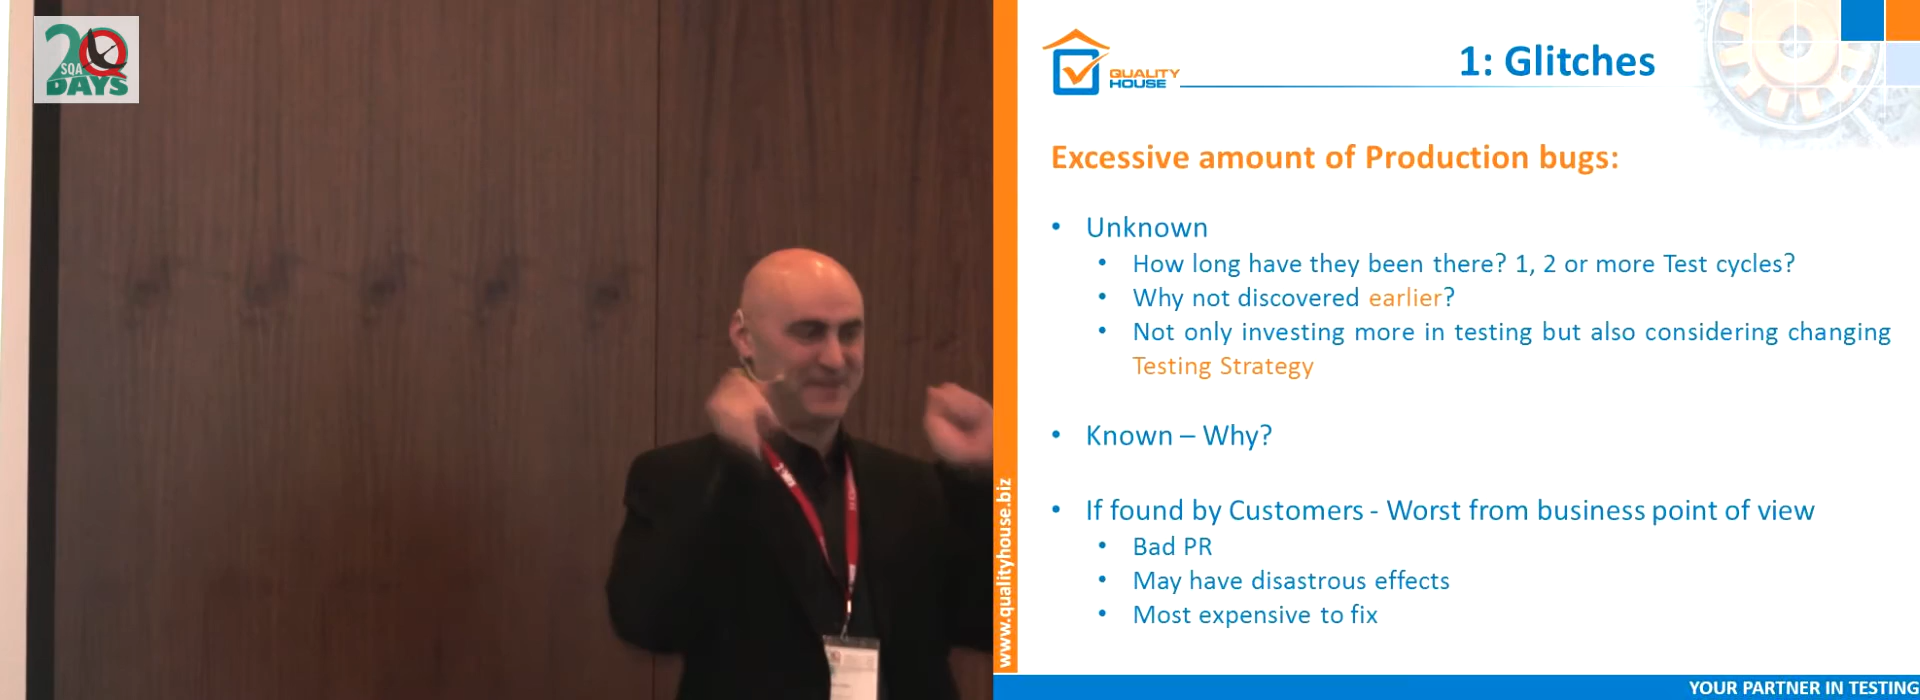 20
SQA
DAYS
QUALITY
HOUSE
1: Glitches
Excessive amount of Production bugs:
• Unknown
• How long have they been there? 1, 2 or more Test cycles?
• Why not discovered earlier?
• Not only investing more in testing but also considering changing
Testing Strategy
• Known – Why?
• If found by Customers - Worst from business point of view
• Bad PR
• May have disastrous effects
• Most expensive to fix
www.qualityhouse.biz
YOUR PARTNER IN TESTING